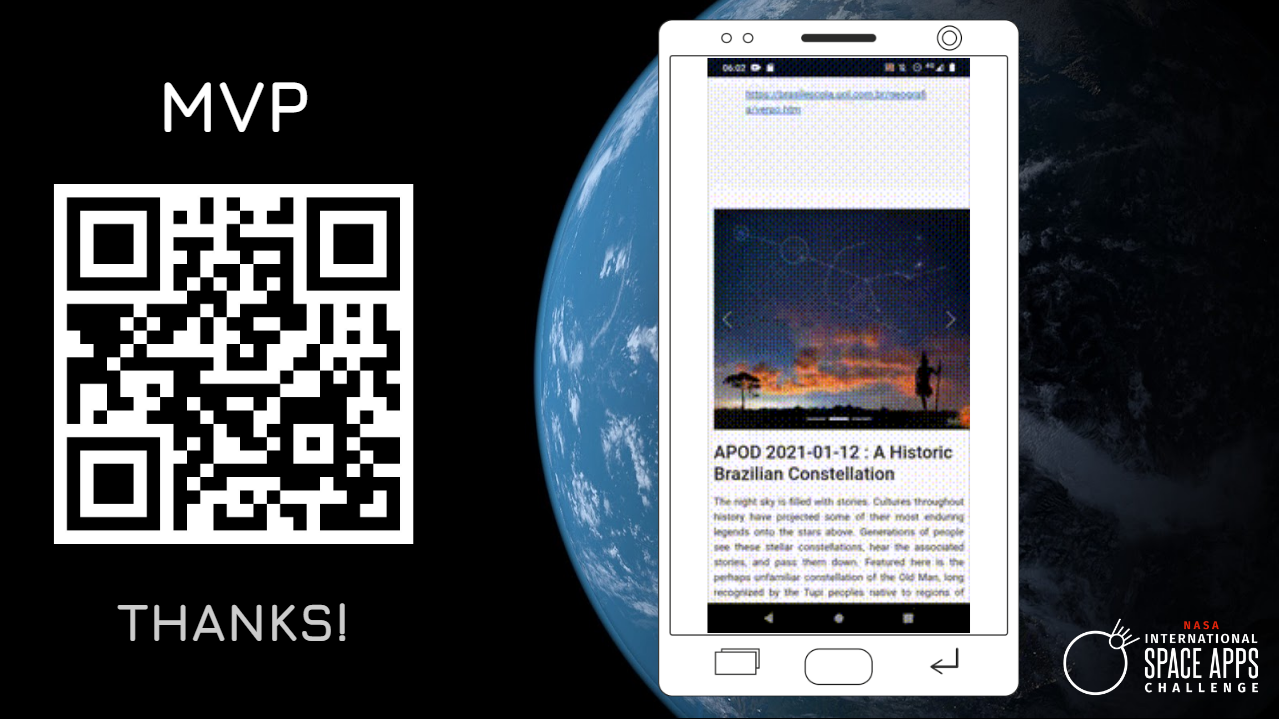 MVP
THANKS!
06:02
4G
https://brasilescola.uol.com.br/geografi
a/verao.htm
APOD 2021-01-12 : A Historic
Brazilian Constellation
The night sky is filled with stories. Cultures throughout
history have projected some of their most enduring
legends onto the stars above. Generations of people
see these stellar constellations, hear the associated
stories, and pass them down. Featured here is the
perhaps unfamiliar constellation of the Old Man, long
recognized by the Tupi peoples native to regions of
NASA
INTERNATIONAL
SPACE APPS
CHALLENGE